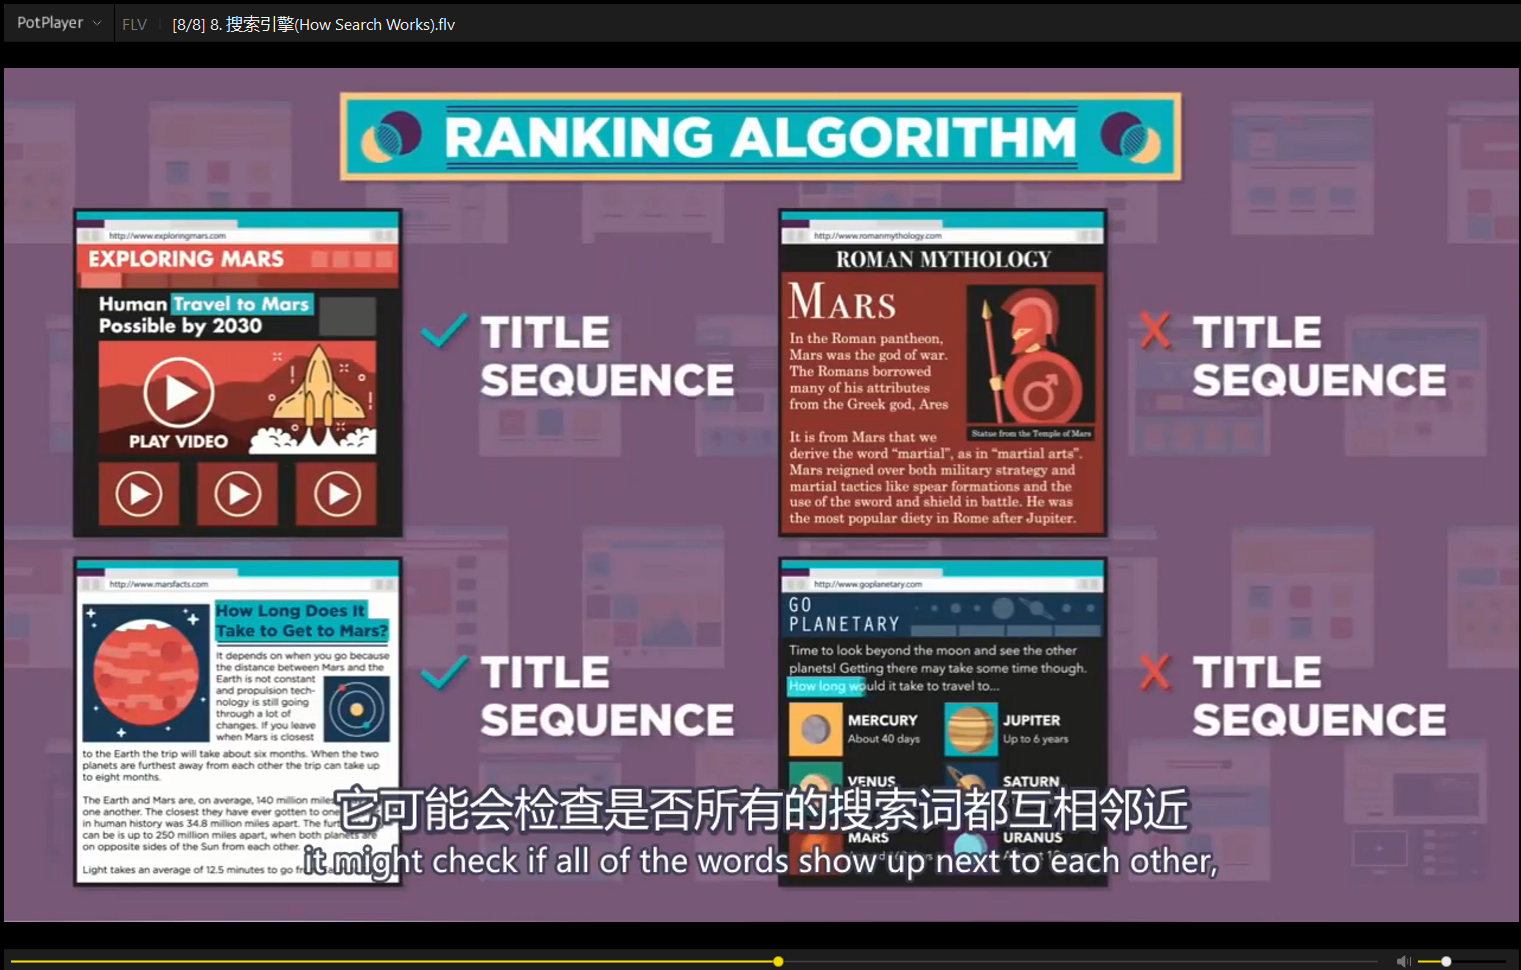 PotPlayer
FLV
[8/8] 8. 搜索引擎(How Search Works).flv
RANKING ALGORITHM
http://www.exploringmars.com
EXPLORING MARS
Human Travel to Mars
Possible by 2030
PLAY VIDEO
TITLE
SEQUENCE
http://www.romanmythology.com
ROMAN MYTHOLOGY
MARS
In the Roman pantheon,
Mars was the god of war.
The Romans borrowed
many of his attributes
from the Greek god, Ares
Statue from the Temple of Mars
It is from Mars that we
derive the word “martial”, as in “martial arts”.
Mars reigned over both military strategy and
martial tactics like spear formations and the
use of the sword and shield in battle. He was
the most popular diety in Rome after Jupiter.
TITLE
SEQUENCE
http://www.marsfacts.com
How Long Does It
Take to Get to Mars?
It depends on when you go because
the distance between Mars and the
Earth is not constant
and propulsion tech-
nology is still going
through a lot of
changes. If you leave
when Mars is closest
to the Earth the trip will take about six months. When the two
planets are furthest away from each other the trip can take up
to eight months.
The Earth and Mars are, on average, 140 million miles
one another. The closest they have ever gotten to one
in human history was 34.8 million miles apart. The
can be is up to 250 million miles apart, when both planets are
on opposite sides of the Sun from each other.
Light takes an average of 12.5 minutes to go
TITLE
SEQUENCE
http://www.goplanetary.com
GO
PLANETARY
Time to look beyond the moon and see the other
planets! Getting there may take some time though.
How long would it take to travel to...
MERCURY
About 40 days
JUPITER
Up to 6 years
VENUS
SATURN
MARS
URANUS
TITLE
SEQUENCE
它可能会检查是否所有的搜索词都互相邻近
it might check if all of the words show up next to each other,